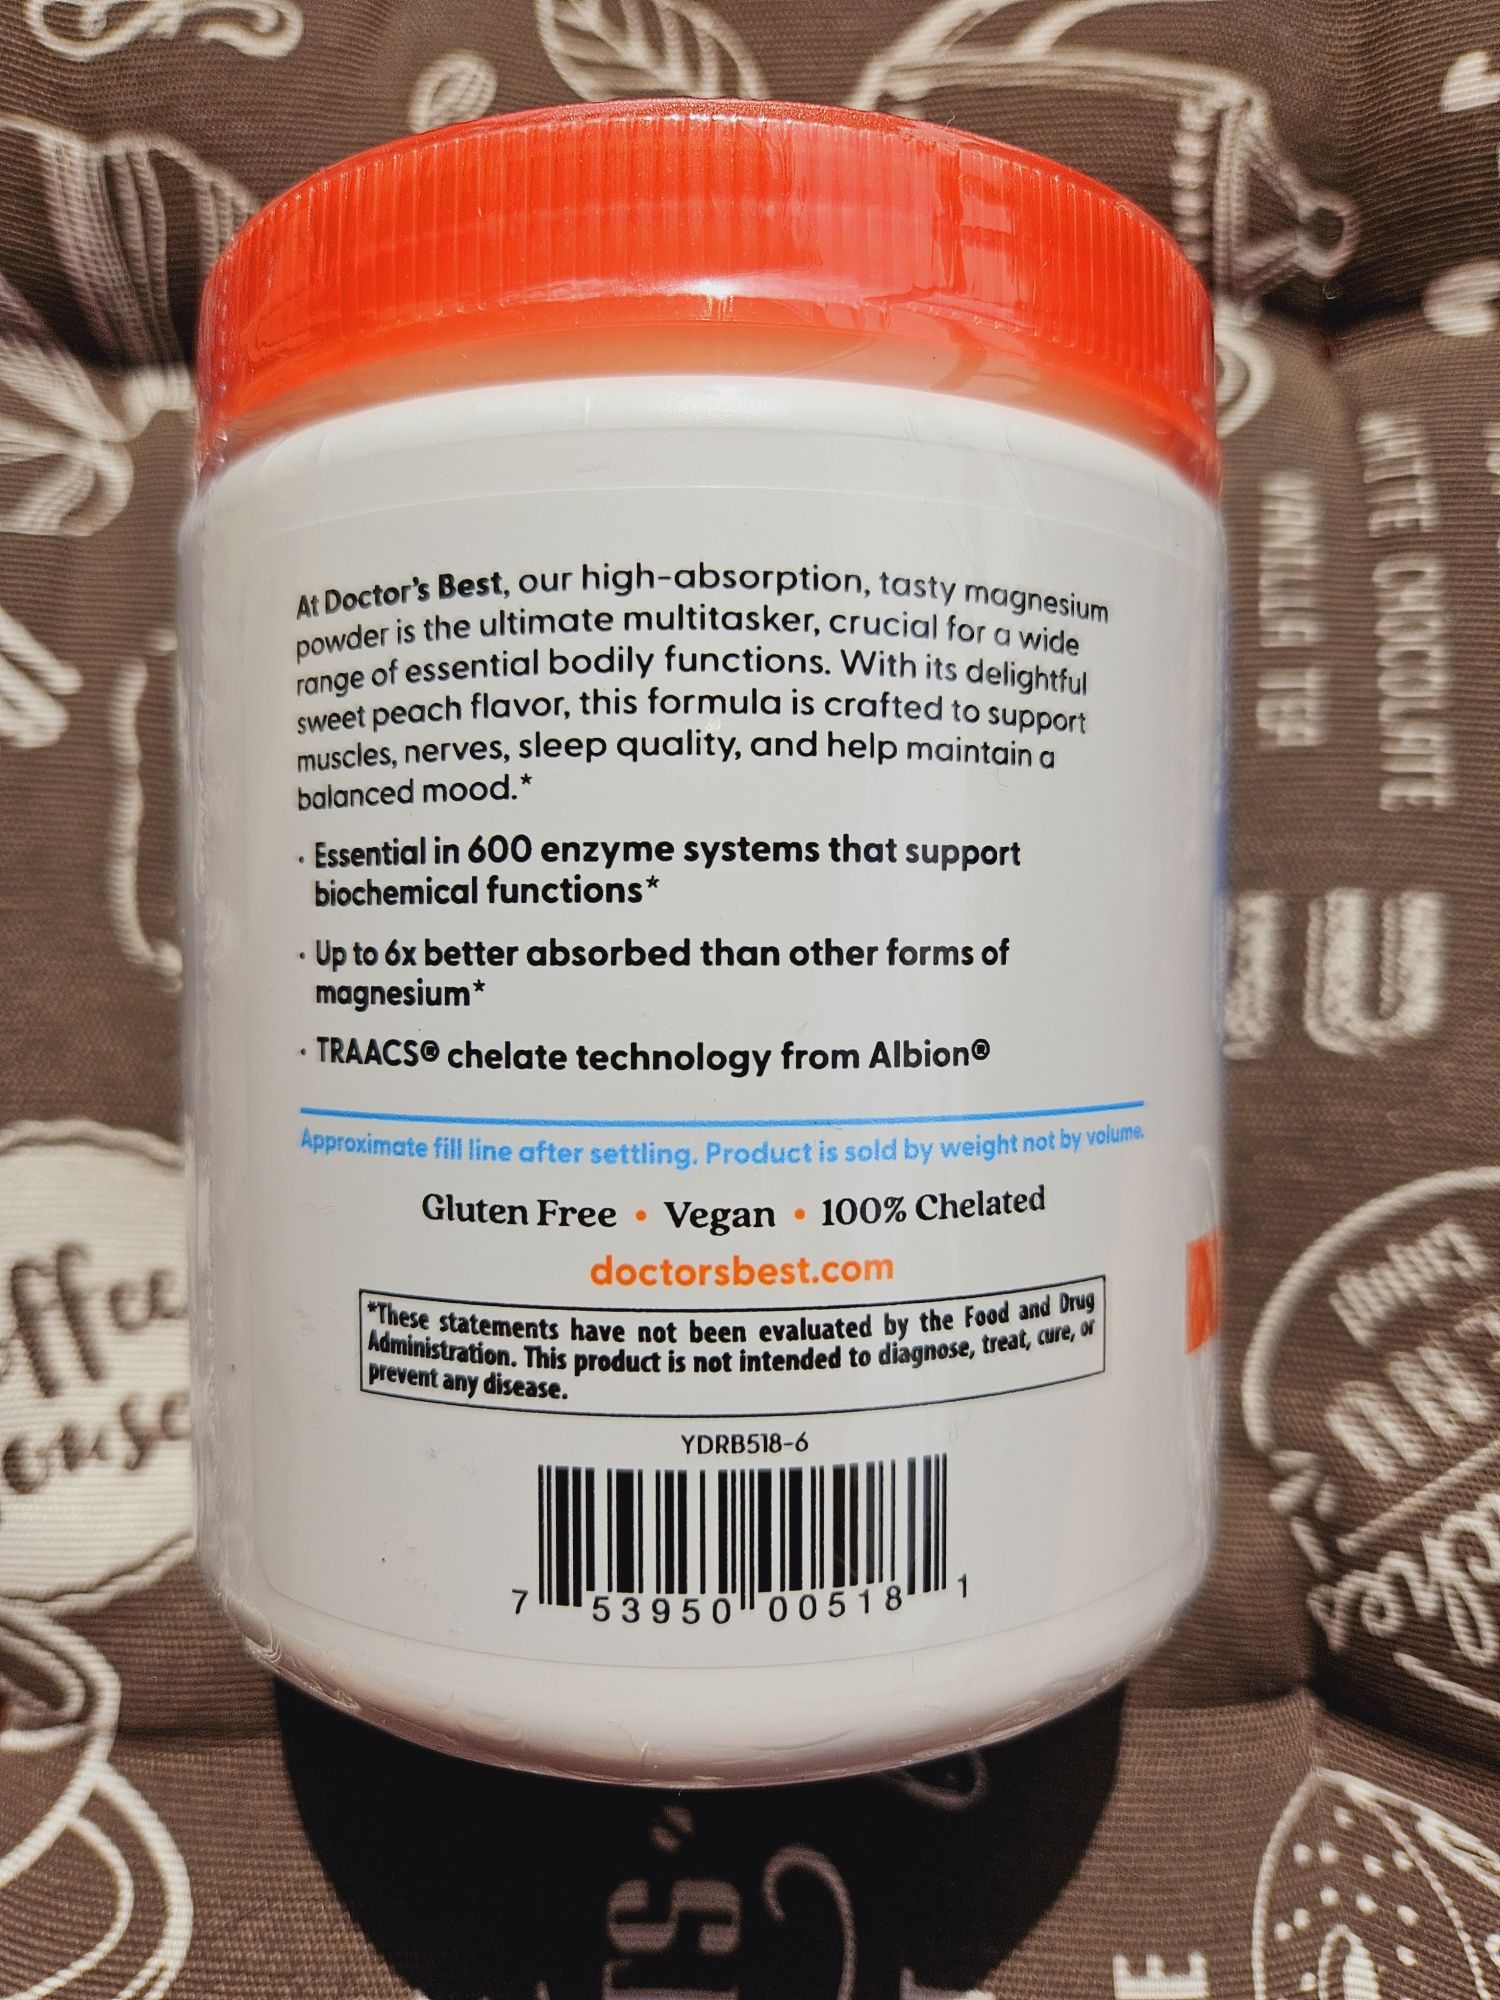 At Doctor's Best, our high-absorption, tasty magnesium
powder is the ultimate multitasker, crucial for a wide
range of essential bodily functions. With its delightful
sweet peach flavor, this formula is crafted to support
muscles, nerves, sleep quality, and help maintain a
balanced mood.*
· Essential in 600 enzyme systems that support
biochemical functions*
· Up to 6x better absorbed than other forms of
magnesium*
· TRAACS® chelate technology from Albion®
Approximate fill line after settling. Product is sold by weight not by volume.
Gluten Free • Vegan • 100% Chelated
doctorsbest.com
*These statements have not been evaluated by the Food and Drug
Administration. This product is not intended to diagnose, treat, cure, or
prevent any disease.
YDRB518-6
7 53950 00518 1
CHOCOLATE